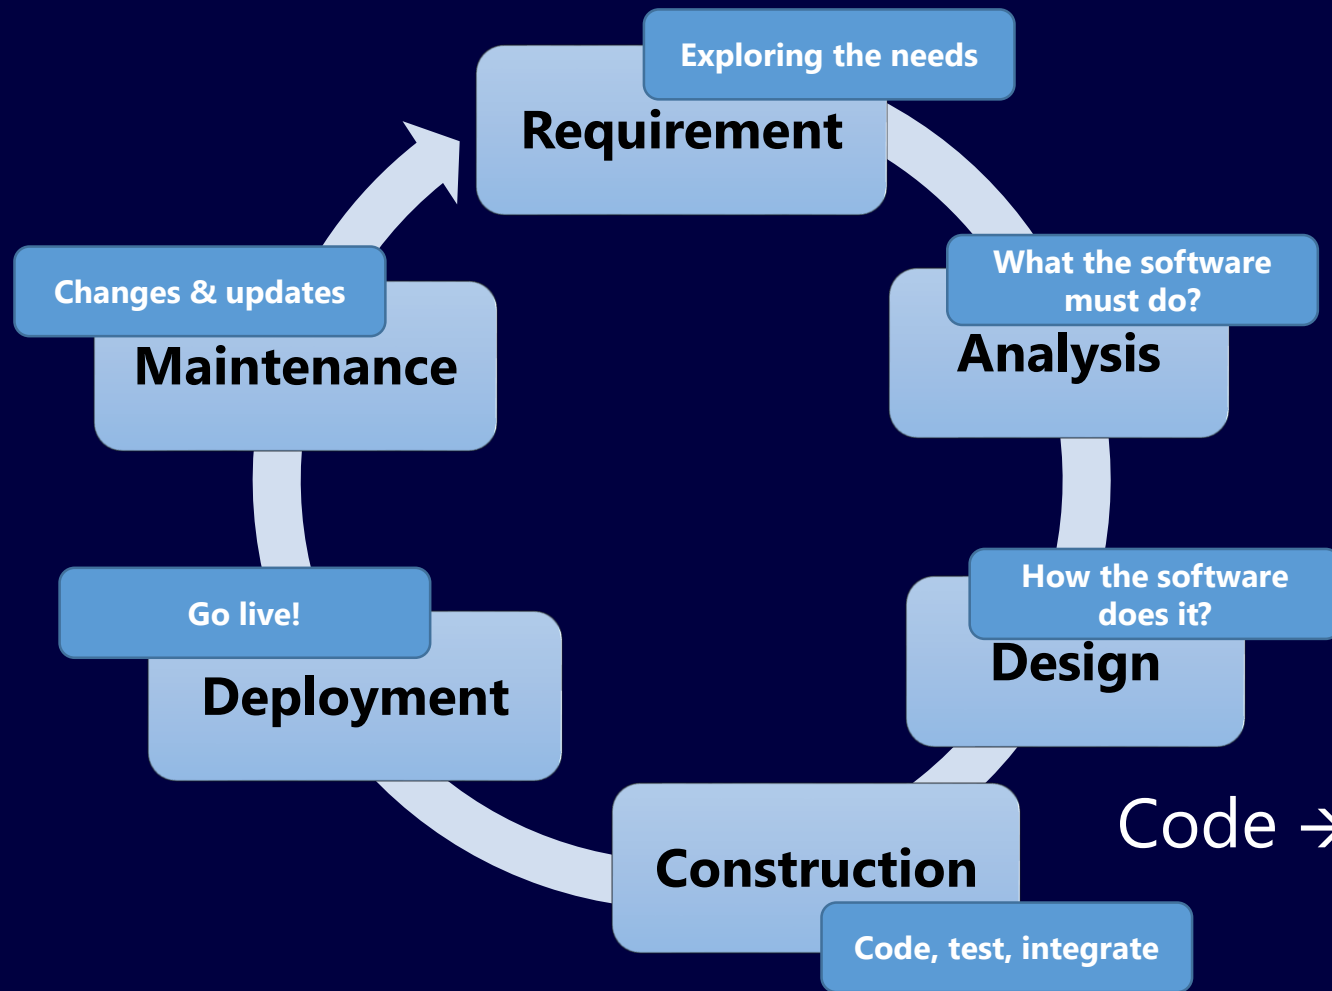 Exploring the needs
Requirement
What the software
must do?
Analysis
How the software
does it?
Design
Code →
Construction
Code, test, integrate
Go live!
Deployment
Changes & updates
Maintenance